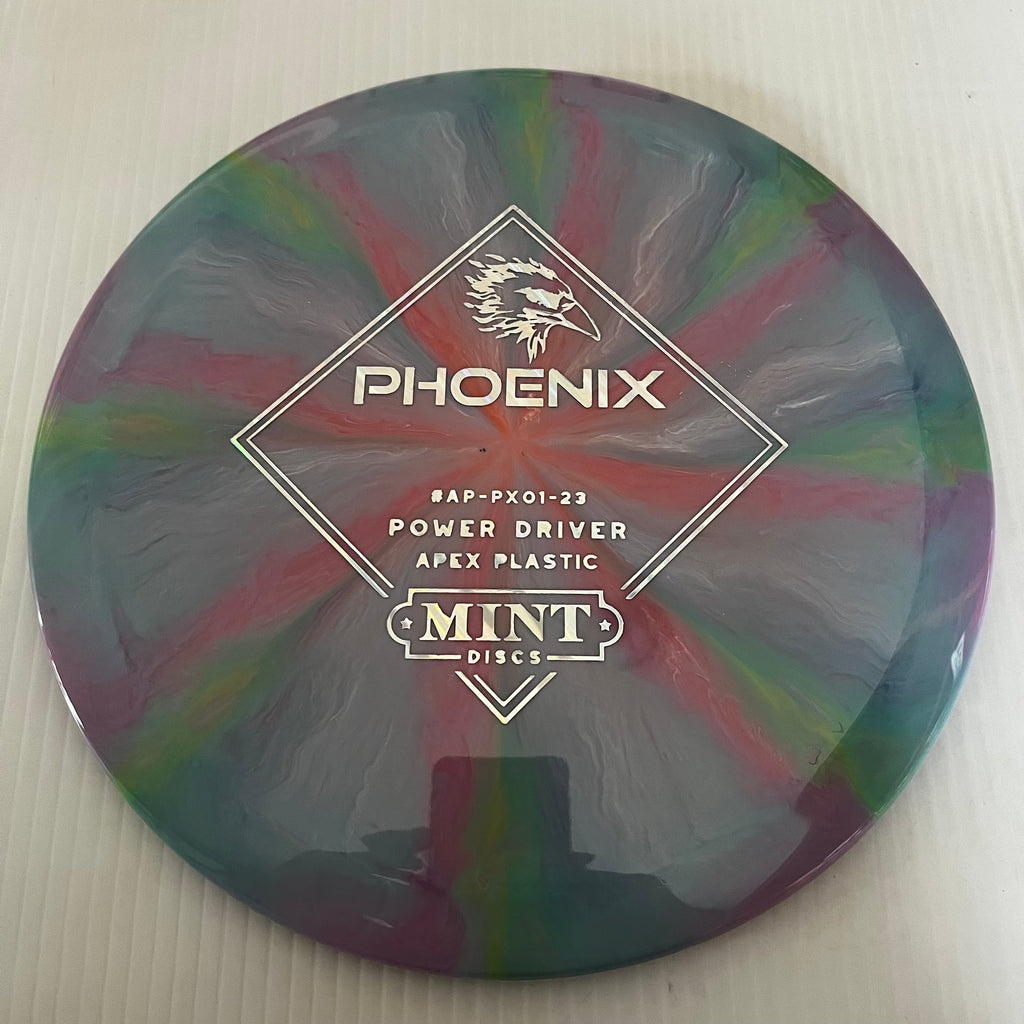 PHOENIX
#AP-PX01-23
POWER DRIVER
APEX PLASTIC
MINT
DISCS